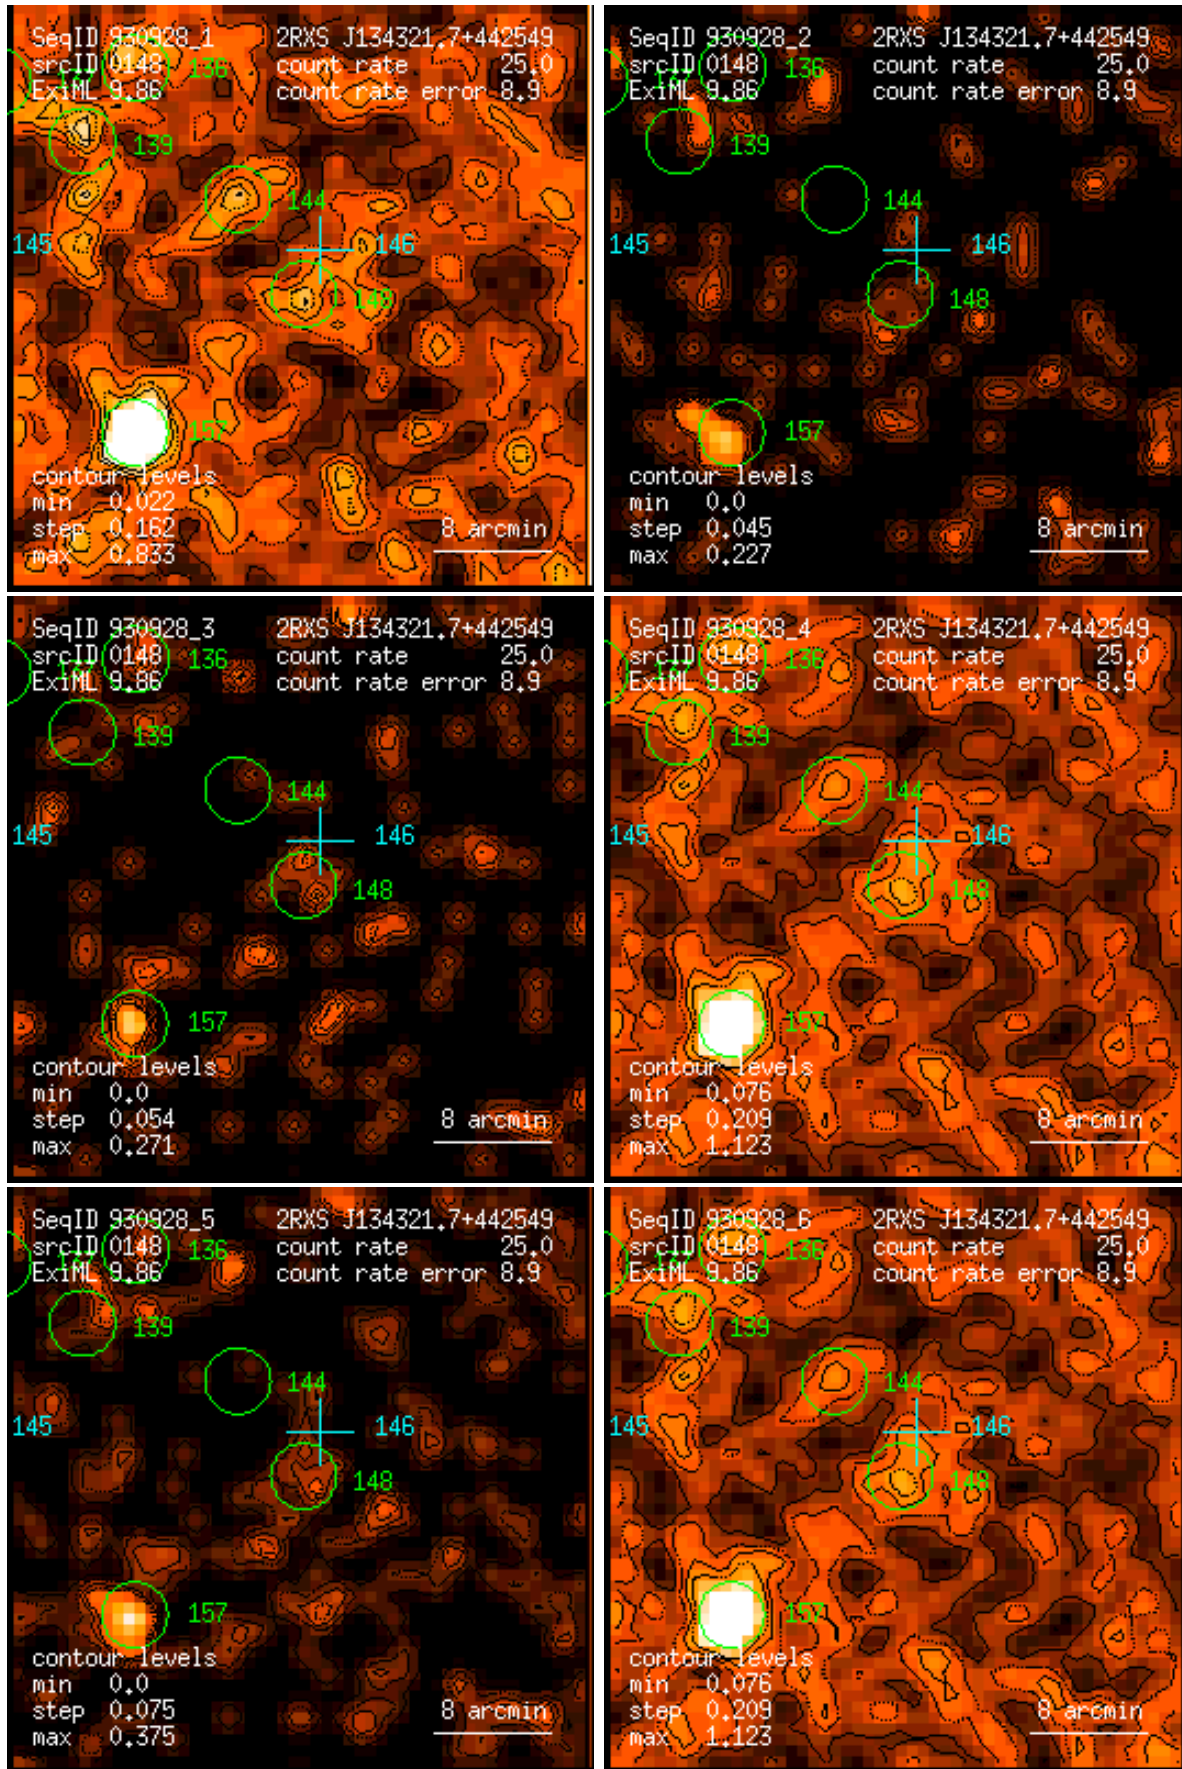 SeqID 930928_1 2RXS J134321.7+442549
srcID 0148 136 count rate 25.0
ExiML 9.86 count rate error 8.9
139
144
145 146
148
157
contour levels
min 0.022
step 0.162 8 arcmin
max 0.833
SeqID 930928_2 2RXS J134321.7+442549
srcID 0148 136 count rate 25.0
ExiML 9.86 count rate error 8.9
139
144
145 146
148
157
contour levels
min 0.0
step 0.045 8 arcmin
max 0.227
SeqID 930928_3 2RXS J134321.7+442549
srcID 0148 136 count rate 25.0
ExiML 9.86 count rate error 8.9
139
144
145 146
148
157
contour levels
min 0.0
step 0.054 8 arcmin
max 0.271
SeqID 930928_4 2RXS J134321.7+442549
srcID 0148 136 count rate 25.0
ExiML 9.86 count rate error 8.9
139
144
145 146
148
157
contour levels
min 0.076
step 0.209 8 arcmin
max 1.123
SeqID 930928_5 2RXS J134321.7+442549
srcID 0148 136 count rate 25.0
ExiML 9.86 count rate error 8.9
139
144
145 146
148
157
contour levels
min 0.0
step 0.075 8 arcmin
max 0.375
SeqID 930928_6 2RXS J134321.7+442549
srcID 0148 136 count rate 25.0
ExiML 9.86 count rate error 8.9
139
144
145 146
148
157
contour levels
min 0.076
step 0.209 8 arcmin
max 1.123